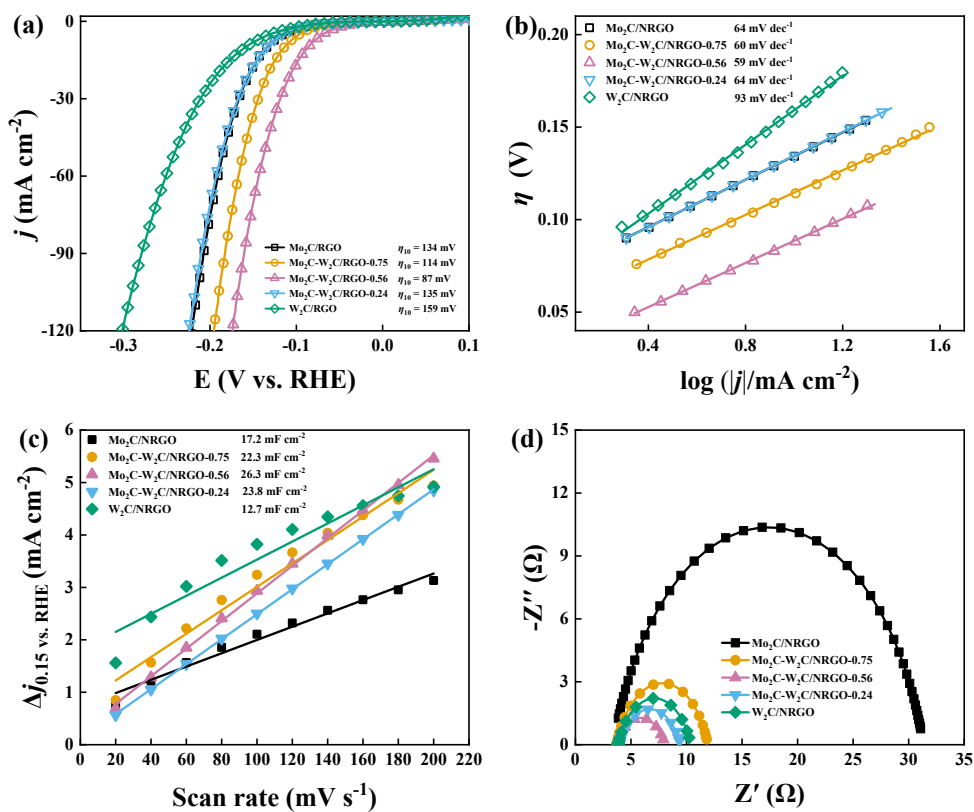 (a)
0
-30
-60
-90
-120
-0.3
-0.2
-0.1
0.0
0.1
j (mA cm⁻²)
E (V vs. RHE)
Mo₂C/RGO η₁₀ = 134 mV
Mo₂C-W₂C/RGO-0.75 η₁₀ = 114 mV
Mo₂C-W₂C/RGO-0.56 η₁₀ = 87 mV
Mo₂C-W₂C/RGO-0.24 η₁₀ = 135 mV
W₂C/RGO η₁₀ = 159 mV
(b)
0.20
0.15
0.10
0.05
0.4
0.8
1.2
1.6
η (V)
log (|j|/mA cm⁻²)
Mo₂C/NRGO 64 mV dec⁻¹
Mo₂C-W₂C/NRGO-0.75 60 mV dec⁻¹
Mo₂C-W₂C/NRGO-0.56 59 mV dec⁻¹
Mo₂C-W₂C/NRGO-0.24 64 mV dec⁻¹
W₂C/NRGO 93 mV dec⁻¹
(c)
6
5
4
3
2
1
0
20 40 60 80 100 120 140 160 180 200
Δj₀.₁₅ vs. RHE (mA cm⁻²)
Scan rate (mV s⁻¹)
Mo₂C/NRGO 17.2 mF cm⁻²
Mo₂C-W₂C/NRGO-0.75 22.3 mF cm⁻²
Mo₂C-W₂C/NRGO-0.56 26.3 mF cm⁻²
Mo₂C-W₂C/NRGO-0.24 23.8 mF cm⁻²
W₂C/NRGO 12.7 mF cm⁻²
(d)
15
12
9
6
3
0
0 5 10 15 20 25 30 35
-Z″ (Ω)
Z′ (Ω)
Mo₂C/NRGO
Mo₂C-W₂C/NRGO-0.75
Mo₂C-W₂C/NRGO-0.56
Mo₂C-W₂C/NRGO-0.24
W₂C/NRGO